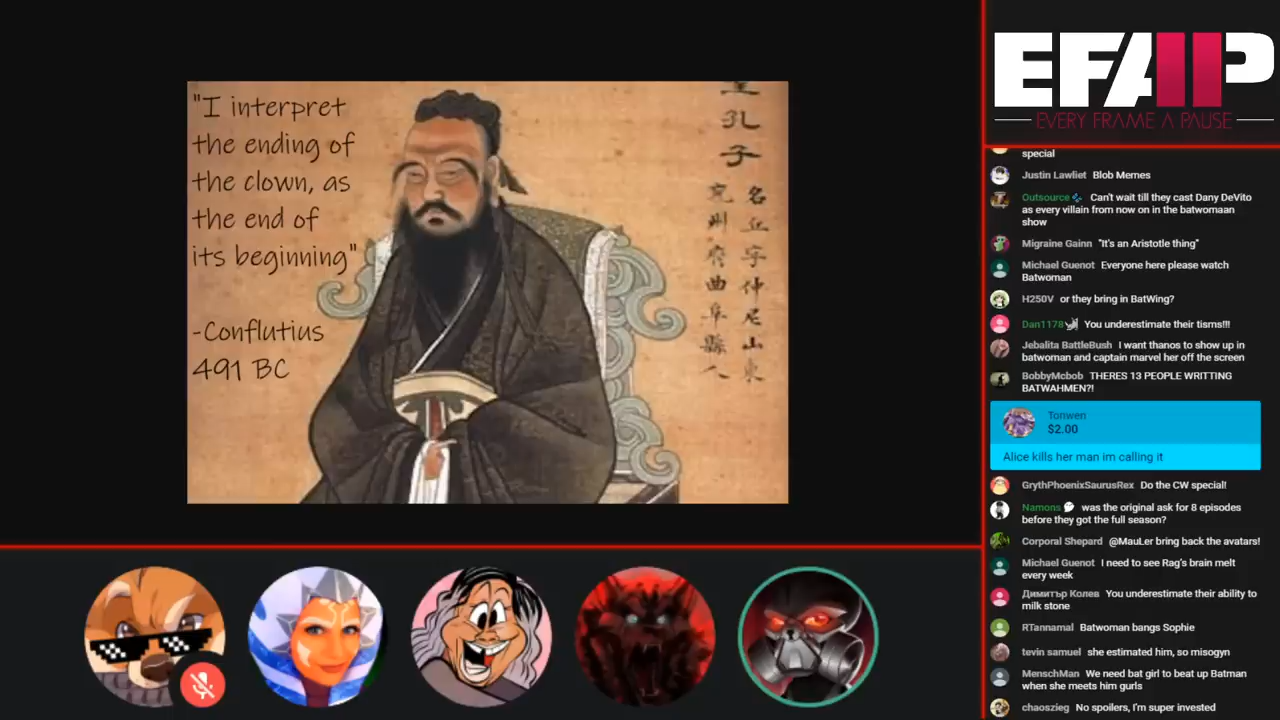 "I interpret
the ending of
the clown, as
the end of
its beginning"
-Conflutius
491 BC
孔
子
名
丘
字
仲
尼
山
東
兗
州
府
曲
阜
縣
人
EFAP
EVERY FRAME A PAUSE
special
Justin Lawliet Blob Memes
Outsource Can't wait till they cast Dany DeVito
as every villain from now on in the batwomaan
show
Migraine Gainn "It's an Aristotle thing"
Michael Guenot Everyone here please watch
Batwoman
H250V or they bring in BatWing?
Dan1178 You underestimate their tisms!!!
Jebalita BattleBush I want thanos to show up in
batwoman and captain marvel her off the screen
BobbyMcbob THERES 13 PEOPLE WRITTING
BATWAHMEN?!
Tonwen
$2.00
Alice kills her man im calling it
GrythPhoenixSaurusRex Do the CW special!
Namons was the original ask for 8 episodes
before they got the full season?
Corporal Shepard @MauLer bring back the avatars!
Michael Guenot I need to see Rag's brain melt
every week
Димитър Колев You underestimate their ability to
milk stone
RTannamal Batwoman bangs Sophie
tevin samuel she estimated him, so misogyn
MenschMan We need bat girl to beat up Batman
when she meets him gurls
chaoszieg No spoilers, I'm super invested